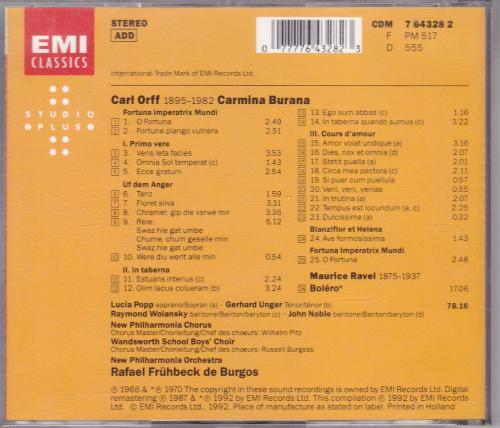 EMI
CLASSICS
STUDIO
PLUS
STEREO
ADD
0 77776 43282 3
CDM 7 64328 2
F PM 517
D 555
International Trade Mark of EMI Records Ltd.
Carl Orff 1895-1982 Carmina Burana
Fortuna Imperatrix Mundi
1 1. O Fortuna 2.49
2 2. Fortune plango vulnera 2.51
I. Primo vere
3 3. Veris leta facies 3.53
4 4. Omnia Sol temperat (c) 1.43
5 5. Ecce gratum 2.54
Uf dem Anger
6 6. Tanz 1.59
7 7. Floret silva 3.31
8 8. Chramer, gip die varwe mir 3.36
9 9. Reie: 5.12
Swaz hie gat umbe
Chume, chum geselle min
Swaz hie gat umbe
10 10. Were diu werlt alle min 0.54
II. In taberna
11 11. Estuans interius (c) 2.24
12 12. Olim lacus colueram (b) 3.24
13 13. Ego sum abbas (c) 1.16
14 14. In taberna quando sumus (c) 3.22
III. Cours d'amour
15 15. Amor volat undique (a) 3.16
16 16. Dies, nox et omnia (d) 2.07
17 17. Stetit puella (a) 2.01
18 18. Circa mea pectora (c) 2.11
19 19. Si puer cum puellula 0.57
20 20. Veni, veni, venias 0.55
21 21. In trutina (a) 2.07
22 22. Tempus est locundum (a, c) 2.25
23 23. Dulcissime (a) 0.32
Blanziflor et Helena
24 24. Ave formosissima 1.43
Fortuna Imperatrix Mundi
25 25. O Fortuna 2.48
Maurice Ravel 1875-1937
26 Boléro* 17.06
78.16
Lucia Popp soprano/Sopran (a) · Gerhard Unger Tenor/ténor (b)
Raymond Wolansky baritone/Bariton/baryton (c) · John Noble baritone/Bariton/baryton (d)
New Philharmonia Chorus
Chorus Master/Chorleitung/Chef des choeurs: Wilhelm Pitz
Wandsworth School Boys' Choir
Chorus Master/Chorleitung/Chef des choeurs: Russell Burgess
New Philharmonia Orchestra
Rafael Frühbeck de Burgos
℗ 1966 & *℗ 1970 The copyright in these sound recordings is owned by EMI Records Ltd. Digital
remastering ℗ 1987 & *℗ 1992 by EMI Records Ltd. This compilation ℗ 1992 by EMI
Records Ltd. © EMI Records Ltd., 1992. Place of manufacture as stated on label. Printed in Holland